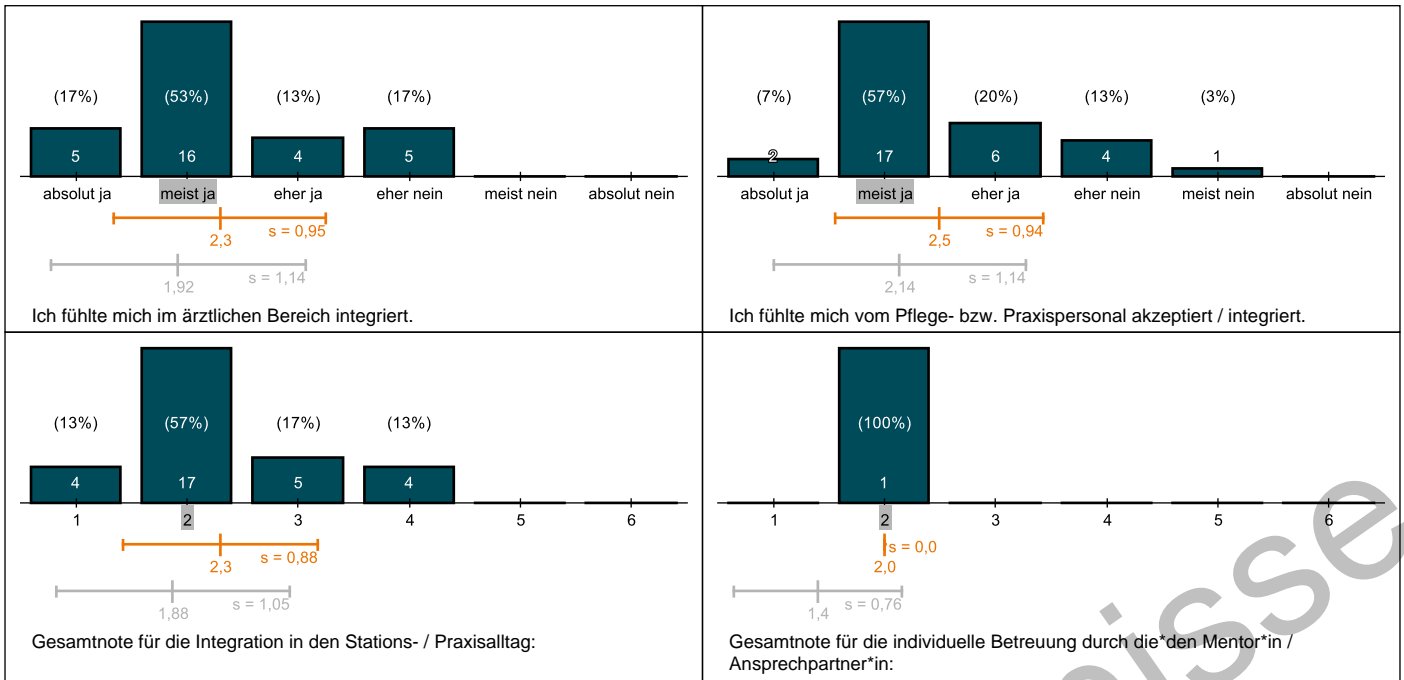 (17%) (53%) (13%) (17%)
5 16 4 5
absolut ja meist ja eher ja eher nein meist nein absolut nein
s = 0,95
2,3
s = 1,14
1,92
Ich fühlte mich im ärztlichen Bereich integriert.
(7%) (57%) (20%) (13%) (3%)
2 17 6 4 1
absolut ja meist ja eher ja eher nein meist nein absolut nein
s = 0,94
2,5
s = 1,14
2,14
Ich fühlte mich vom Pflege- bzw. Praxispersonal akzeptiert / integriert.
(13%) (57%) (17%) (13%)
4 17 5 4
1 2 3 4 5 6
s = 0,88
2,3
s = 1,05
1,88
Gesamtnote für die Integration in den Stations- / Praxisalltag:
(100%)
1
1 2 3 4 5 6
s = 0,0
2,0
s = 0,76
1,4
Gesamtnote für die individuelle Betreuung durch die*den Mentor*in /
Ansprechpartner*in:
isse